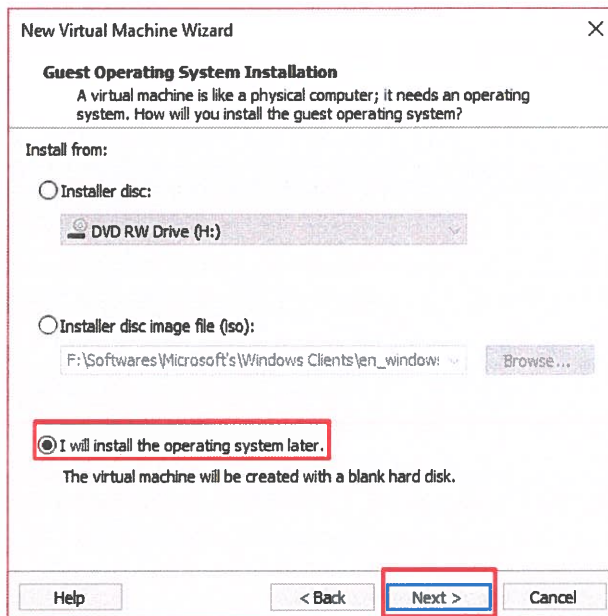 New Virtual Machine Wizard
Guest Operating System Installation
A virtual machine is like a physical computer; it needs an operating
system. How will you install the guest operating system?
Install from:
Installer disc:
DVD RW Drive (H:)
Installer disc image file (iso):
F:\Softwares\Microsoft's\Windows Clients\en_window: Browse...
I will install the operating system later.
The virtual machine will be created with a blank hard disk.
Help < Back Next > Cancel